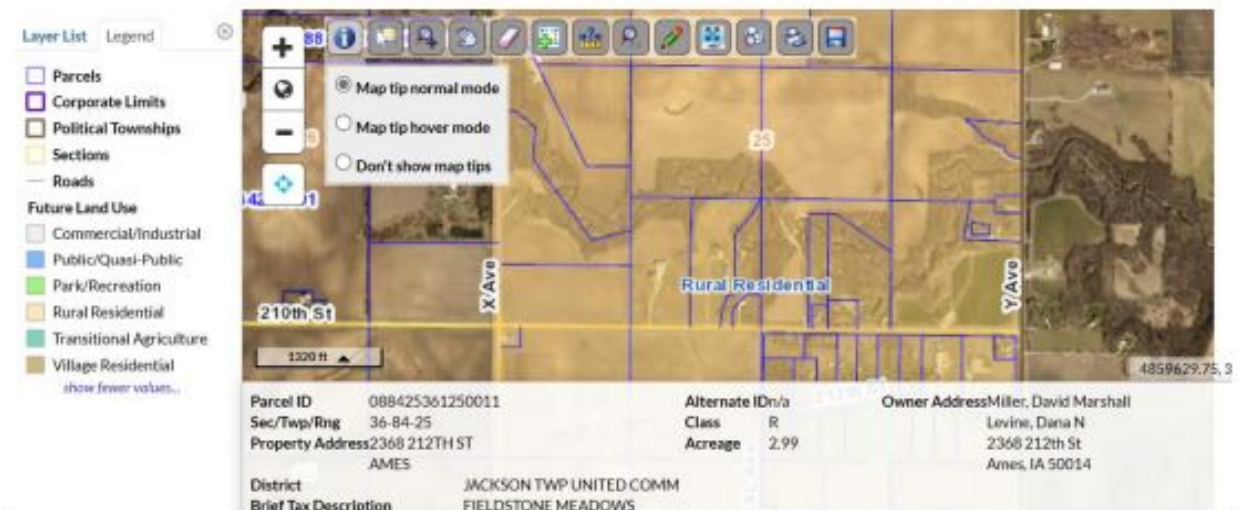 Layer List Legend
Parcels
Corporate Limits
Political Townships
Sections
Roads
Future Land Use
Commercial/Industrial
Public/Quasi-Public
Park/Recreation
Rural Residential
Transitional Agriculture
Village Residential
show fewer values...
88
Map tip normal mode
Map tip hover mode
Don't show map tips
25
X Ave
Y Ave
Rural Residential
210th St
1320 ft
4859629.75, 3
Parcel ID 088425361250011
Sec/Twp/Rng 36-84-25
Property Address 2368 212TH ST
AMES
Alternate ID n/a
Class R
Acreage 2.99
Owner Address Miller, David Marshall
Levine, Dana N
2368 212th St
Ames, IA 50014
District JACKSON TWP UNITED COMM
Brief Tax Description FIELDSTONE MEADOWS